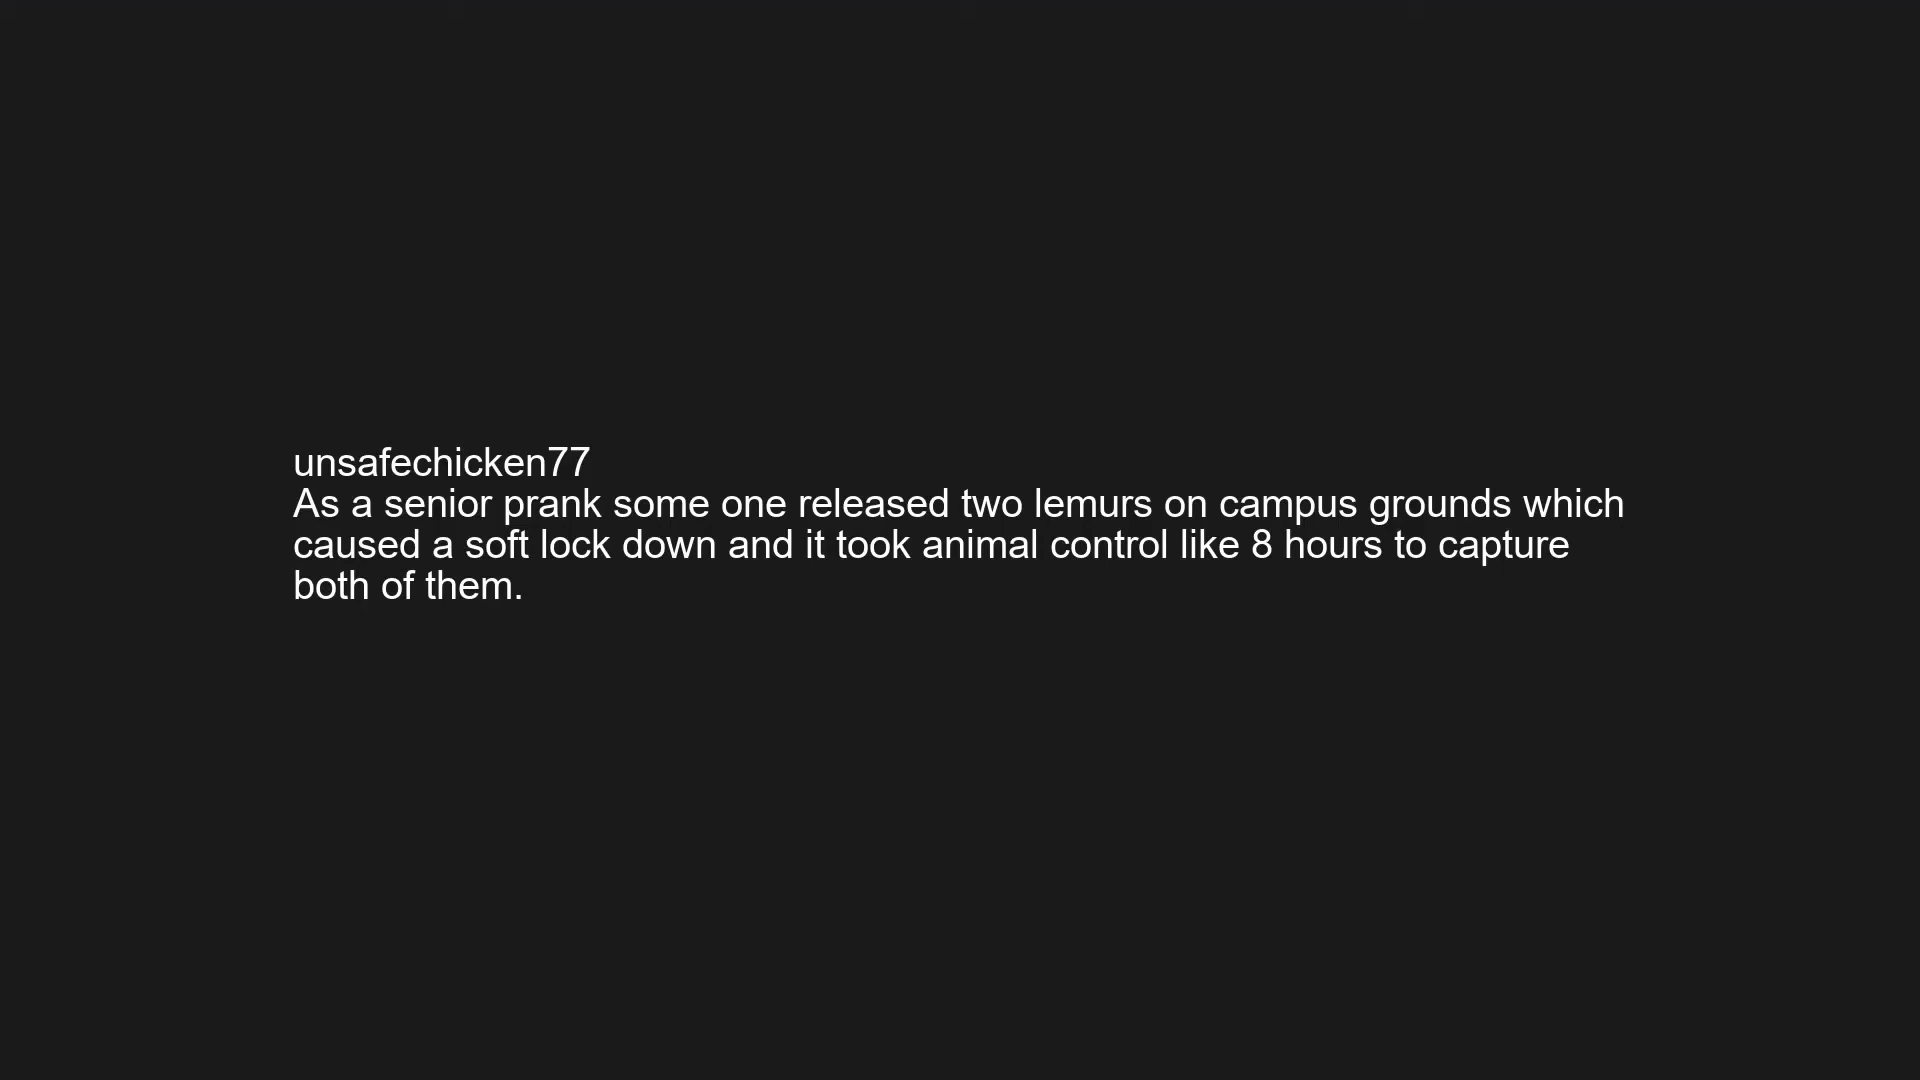 unsafechicken77
As a senior prank some one released two lemurs on campus grounds which
caused a soft lock down and it took animal control like 8 hours to capture
both of them.